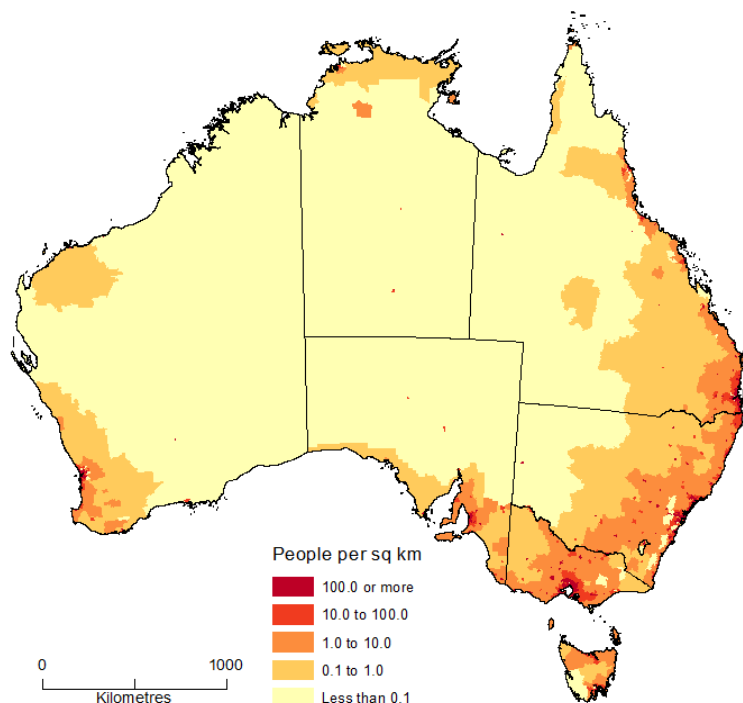 People per sq km
100.0 or more
10.0 to 100.0
1.0 to 10.0
0.1 to 1.0
Less than 0.1
0 1000
Kilometres